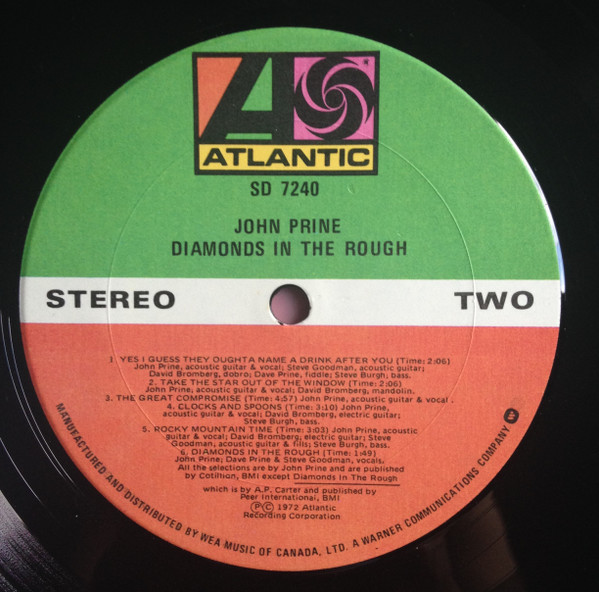 ATLANTIC
SD 7240
JOHN PRINE
DIAMONDS IN THE ROUGH
STEREO
TWO
1. YES I GUESS THEY OUGHTA NAME A DRINK AFTER YOU (Time: 2:06)
John Prine, acoustic guitar & vocal; Steve Goodman, acoustic guitar;
David Bromberg, dobro; Dave Prine, fiddle; Steve Burgh, bass.
2. TAKE THE STAR OUT OF THE WINDOW (Time: 2:06)
John Prine, acoustic guitar & vocal; David Bromberg, mandolin.
3. THE GREAT COMPROMISE (Time: 4:57) John Prine, acoustic guitar & vocal.
4. CLOCKS AND SPOONS (Time: 3:10) John Prine,
acoustic guitar & vocal; David Bromberg, electric guitar;
Steve Burgh, bass.
5. ROCKY MOUNTAIN TIME (Time: 3:03) John Prine, acoustic
guitar & vocal; David Bromberg, electric guitar; Steve
Goodman, acoustic guitar & fills; Steve Burgh, bass.
6. DIAMONDS IN THE ROUGH (Time: 1:49)
John Prine, Dave Prine & Steve Goodman, vocals.
All the selections are by John Prine and are published
by Cotillion, BMI except Diamonds In The Rough
which is by A.P. Carter and published by
Peer International, BMI
Ⓟ© 1972 Atlantic
Recording Corporation
MANUFACTURED AND DISTRIBUTED BY WEA MUSIC OF CANADA, LTD. A WARNER COMMUNICATIONS COMPANY